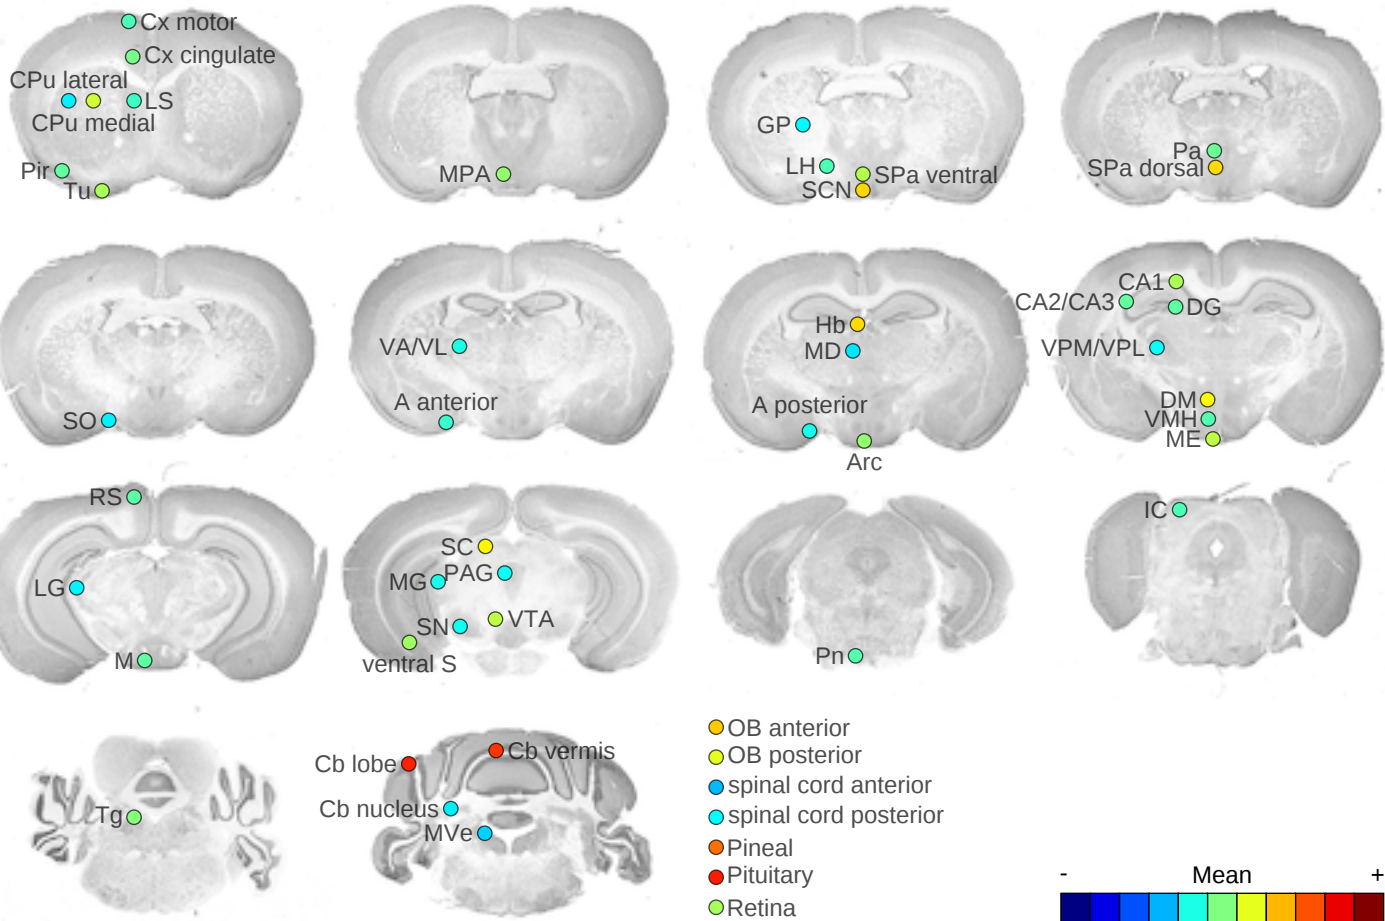 Cx motor
Cx cingulate
CPu lateral
LS
CPu medial
Pir
Tu
MPA
GP
LH
SPa ventral
SCN
Pa
SPa dorsal
SO
VA/VL
A anterior
Hb
MD
A posterior
Arc
CA1
CA2/CA3
DG
VPM/VPL
DM
VMH
ME
RS
LG
M
SC
MG
PAG
SN
VTA
ventral S
Pn
IC
Tg
Cb lobe
Cb vermis
Cb nucleus
MVe
OB anterior
OB posterior
spinal cord anterior
spinal cord posterior
Pineal
Pituitary
Retina
- Mean +